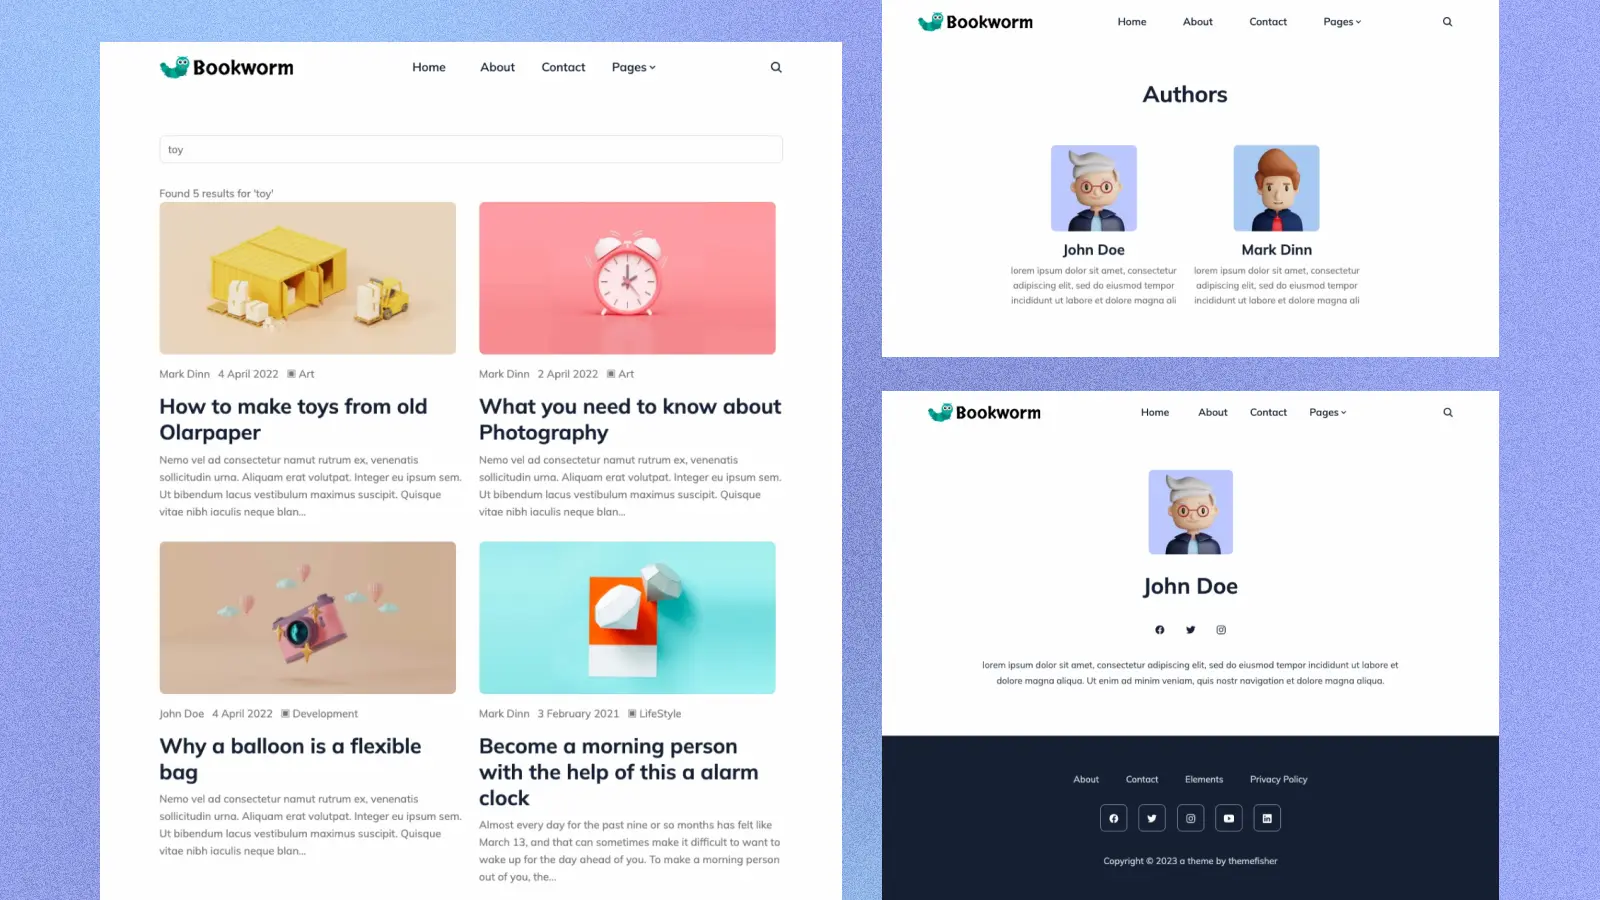 Bookworm
Home About Contact Pages
toy
Found 5 results for 'toy'
Mark Dinn 4 April 2022 Art
How to make toys from old
Olarpaper
Nemo vel ad consectetur namut rutrum ex, venenatis
sollicitudin urna. Aliquam erat volutpat. Integer eu ipsum sem.
Ut bibendum lacus vestibulum maximus suscipit. Quisque
vitae nibh iaculis neque blan...
Mark Dinn 2 April 2022 Art
What you need to know about
Photography
Nemo vel ad consectetur namut rutrum ex, venenatis
sollicitudin urna. Aliquam erat volutpat. Integer eu ipsum sem.
Ut bibendum lacus vestibulum maximus suscipit. Quisque
vitae nibh iaculis neque blan...
John Doe 4 April 2022 Development
Why a balloon is a flexible
bag
Nemo vel ad consectetur namut rutrum ex, venenatis
sollicitudin urna. Aliquam erat volutpat. Integer eu ipsum sem.
Ut bibendum lacus vestibulum maximus suscipit. Quisque
vitae nibh iaculis neque blan...
Mark Dinn 3 February 2021 LifeStyle
Become a morning person
with the help of this a alarm
clock
Almost every day for the past nine or so months has felt like
March 13, and that can sometimes make it difficult to want to
wake up for the day ahead of you. To make a morning person
out of you, the...
Bookworm
Home About Contact Pages
Authors
John Doe
lorem ipsum dolor sit amet, consectetur
adipiscing elit, sed do eiusmod tempor
incididunt ut labore et dolore magna ali
Mark Dinn
lorem ipsum dolor sit amet, consectetur
adipiscing elit, sed do eiusmod tempor
incididunt ut labore et dolore magna ali
Bookworm
Home About Contact Pages
John Doe
lorem ipsum dolor sit amet, consectetur adipiscing elit, sed do eiusmod tempor incididunt ut labore et
dolore magna aliqua. Ut enim ad minim veniam, quis nostr navigation et dolore magna aliqua.
About Contact Elements Privacy Policy
Copyright © 2023 a theme by themefisher